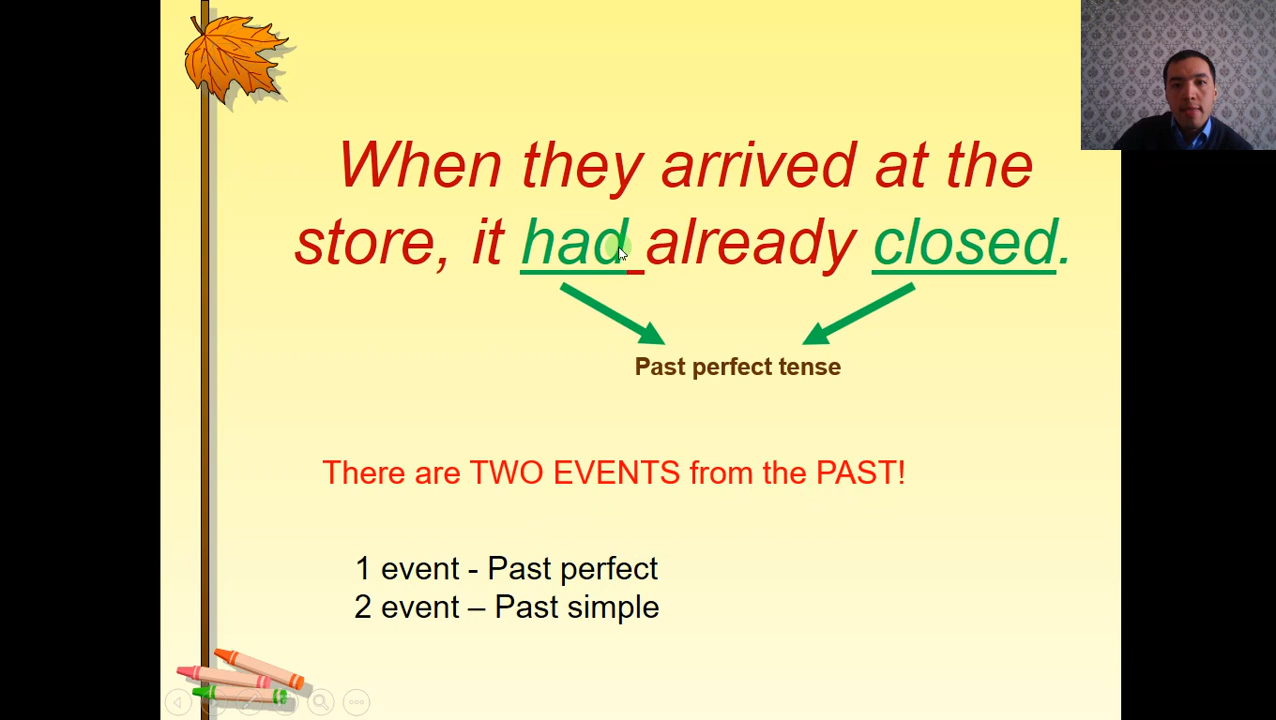 When they arrived at the
store, it had already closed.
Past perfect tense
There are TWO EVENTS from the PAST!
1 event - Past perfect
2 event – Past simple